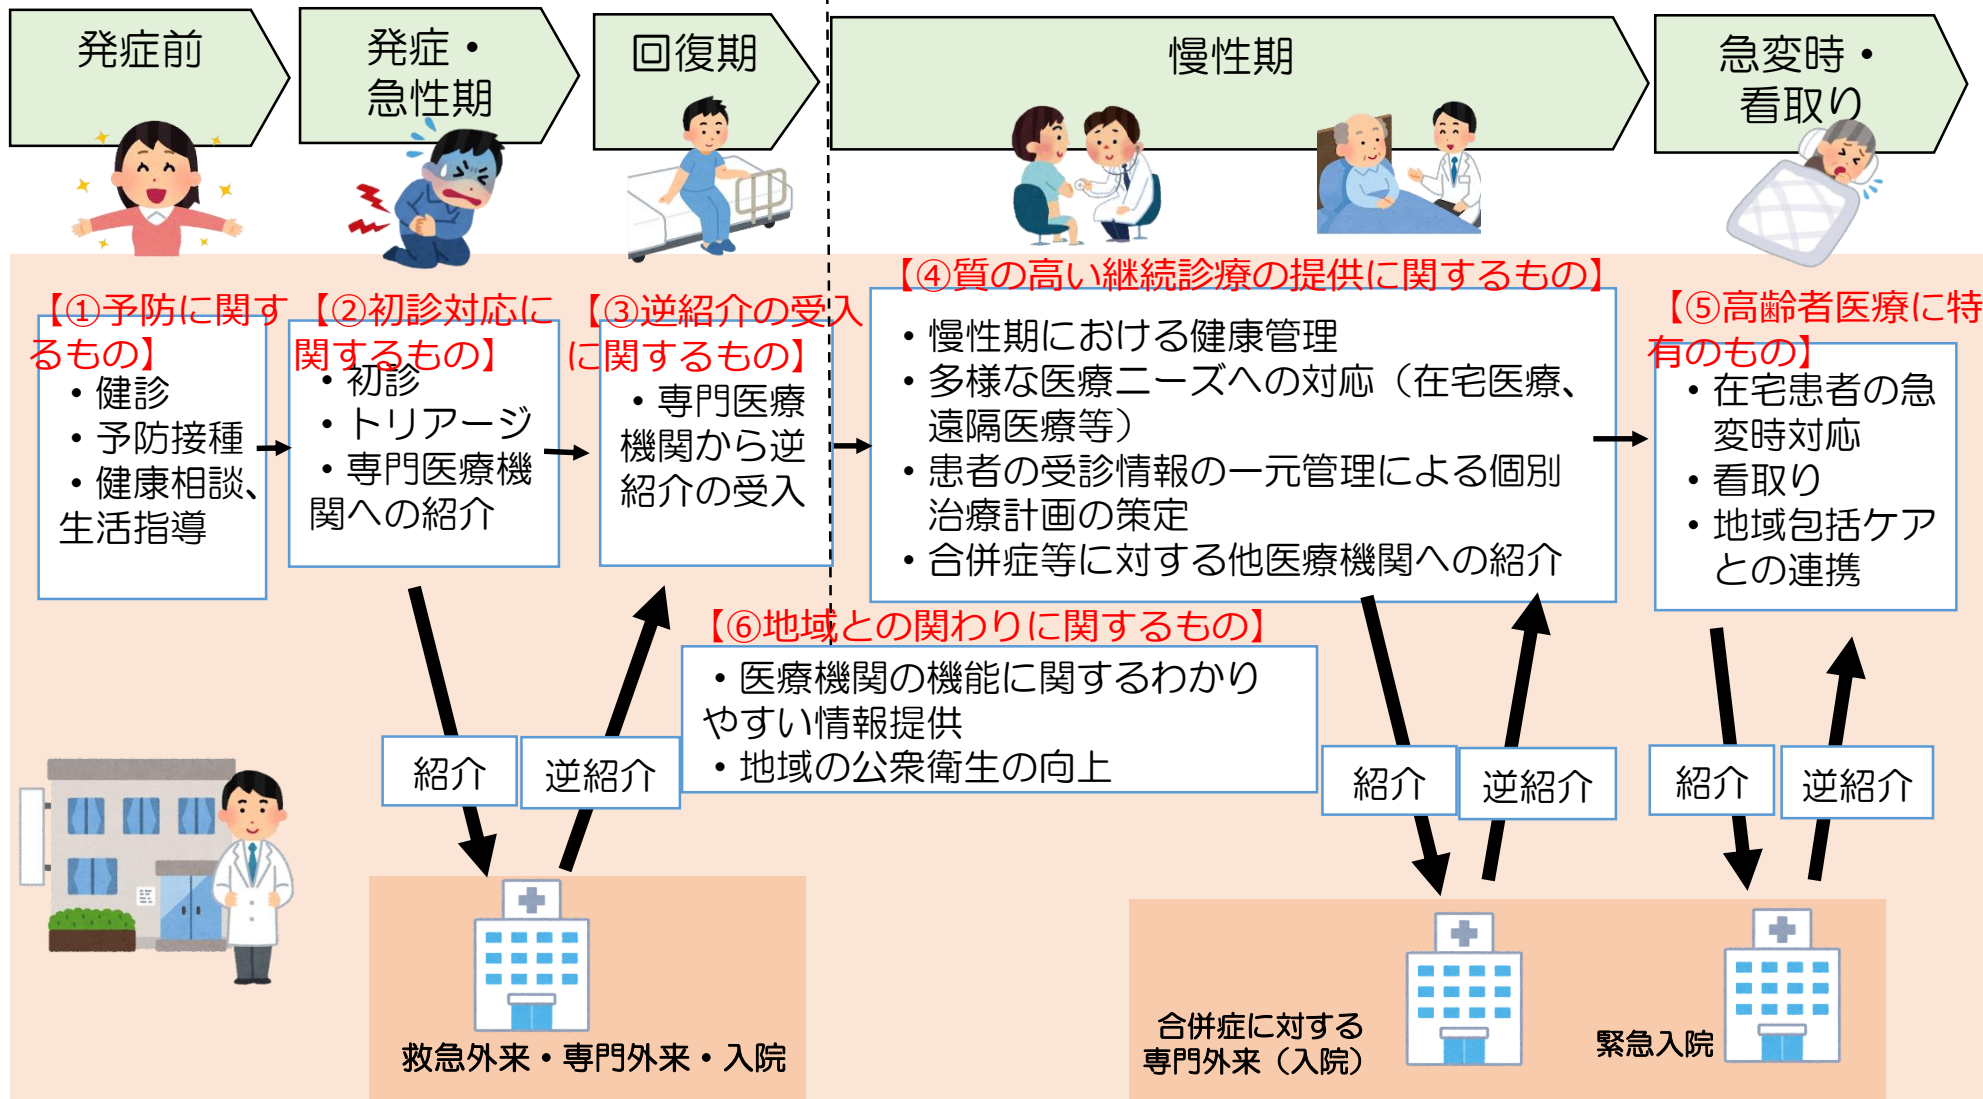 発症前
発症・
急性期
回復期
慢性期
急変時・
看取り
【①予防に関す
るもの】
・健診
・予防接種
・健康相談、
生活指導
【②初診対応に
関するもの】
・初診
・トリアージ
・専門医療機
関への紹介
【③逆紹介の受入
に関するもの】
・専門医療
機関から逆
紹介の受入
【④質の高い継続診療の提供に関するもの】
・慢性期における健康管理
・多様な医療ニーズへの対応（在宅医療、
遠隔医療等）
・患者の受診情報の一元管理による個別
治療計画の策定
・合併症等に対する他医療機関への紹介
【⑤高齢者医療に特
有のもの】
・在宅患者の急
変時対応
・看取り
・地域包括ケア
との連携
【⑥地域との関わりに関するもの】
・医療機関の機能に関するわかり
やすい情報提供
・地域の公衆衛生の向上
紹介
逆紹介
紹介
逆紹介
紹介
逆紹介
救急外来・専門外来・入院
合併症に対する
専門外来（入院）
緊急入院